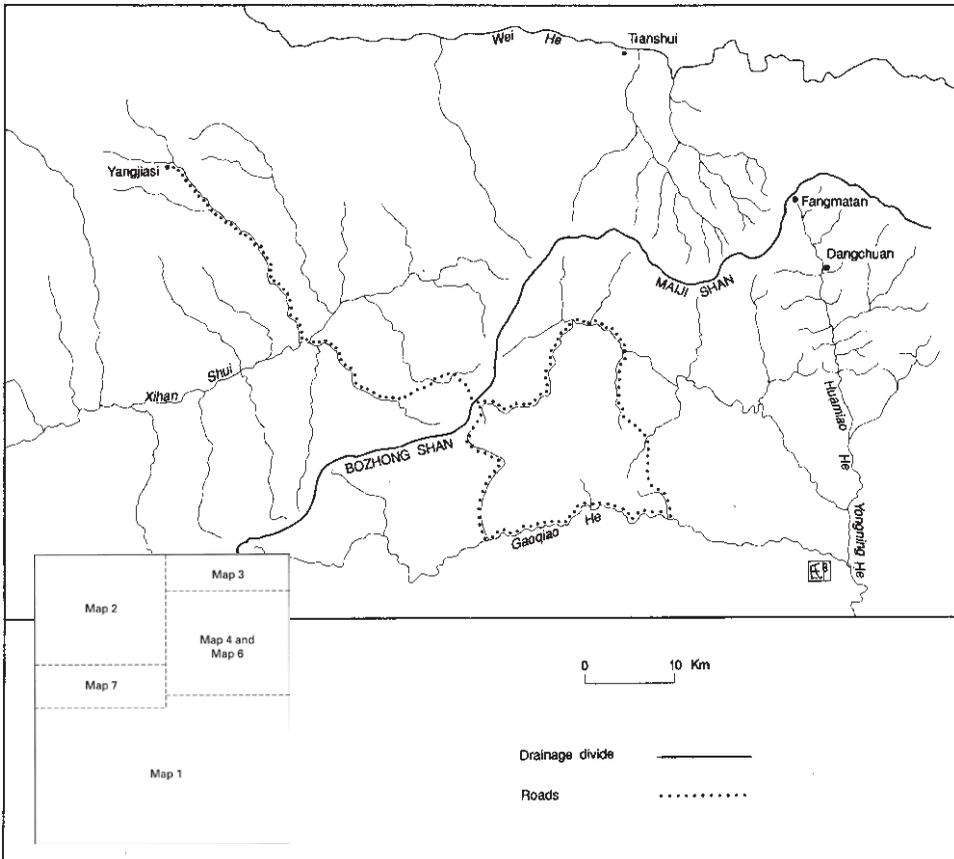 Wei He
Tianshui
Yangjiasi
Fangmatan
Dangchuan
MAIJI SHAN
Xihan Shui
Huamiao He
BOZHONG SHAN
Gaoqiao He
Yongning He
Map 3
Map 2
Map 4 and
Map 6
Map 7
Map 1
0 10 Km
Drainage divide
Roads